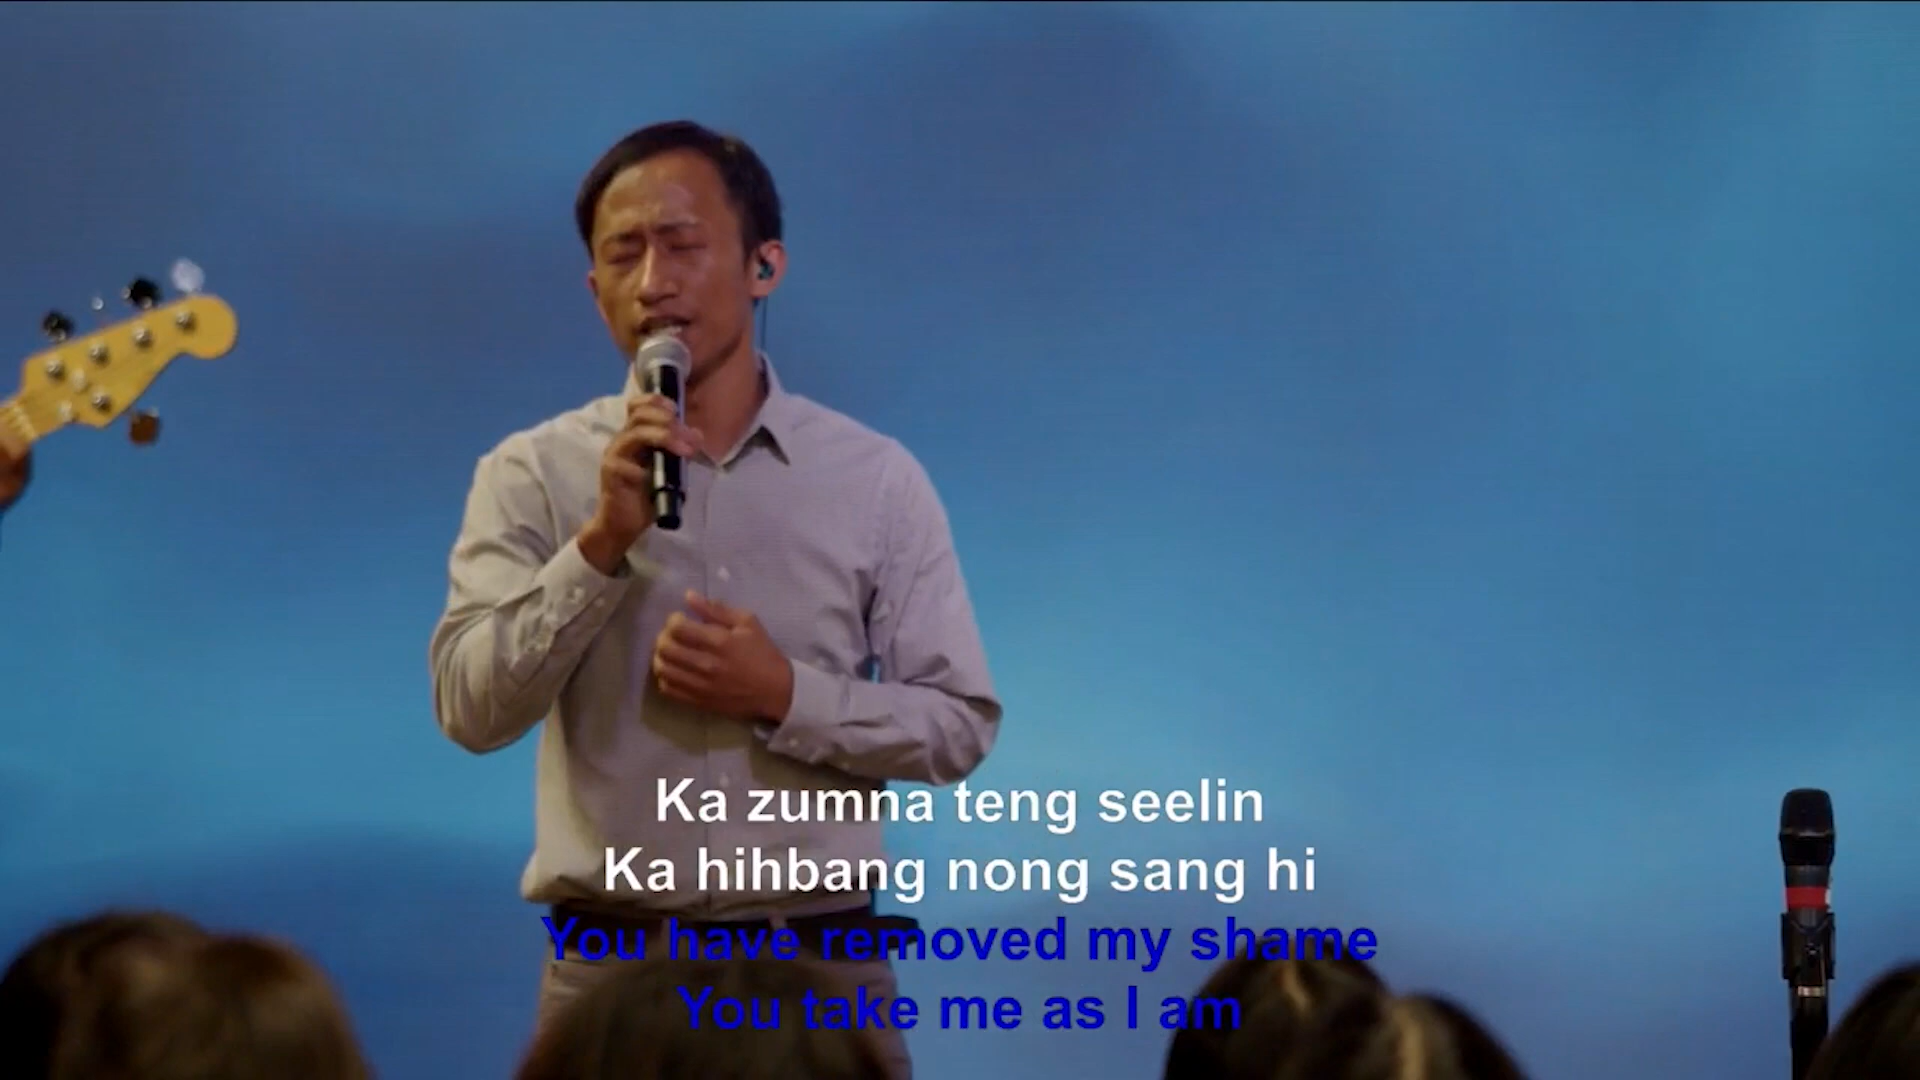 Ka zumna teng seelin
Ka hihbang nong sang hi
You have removed my shame
You take me as I am